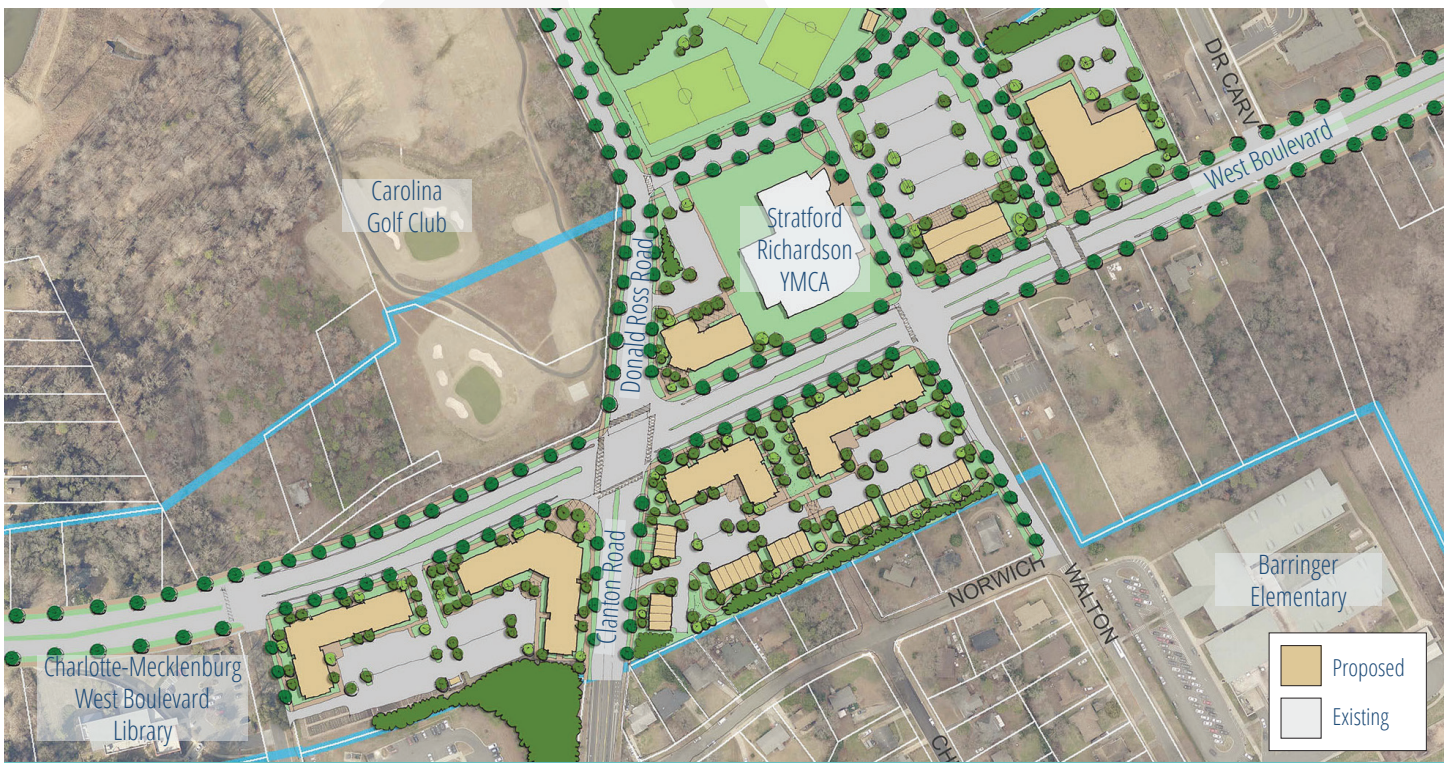 DR CARV
West Boulevard
Carolina
Golf Club
Stratford
Richardson
YMCA
Donald Ross Road
Clanton Road
NORWICH
WALTON
Barringer
Elementary
Charlotte-Mecklenburg
West Boulevard
Library
CH
Proposed
Existing